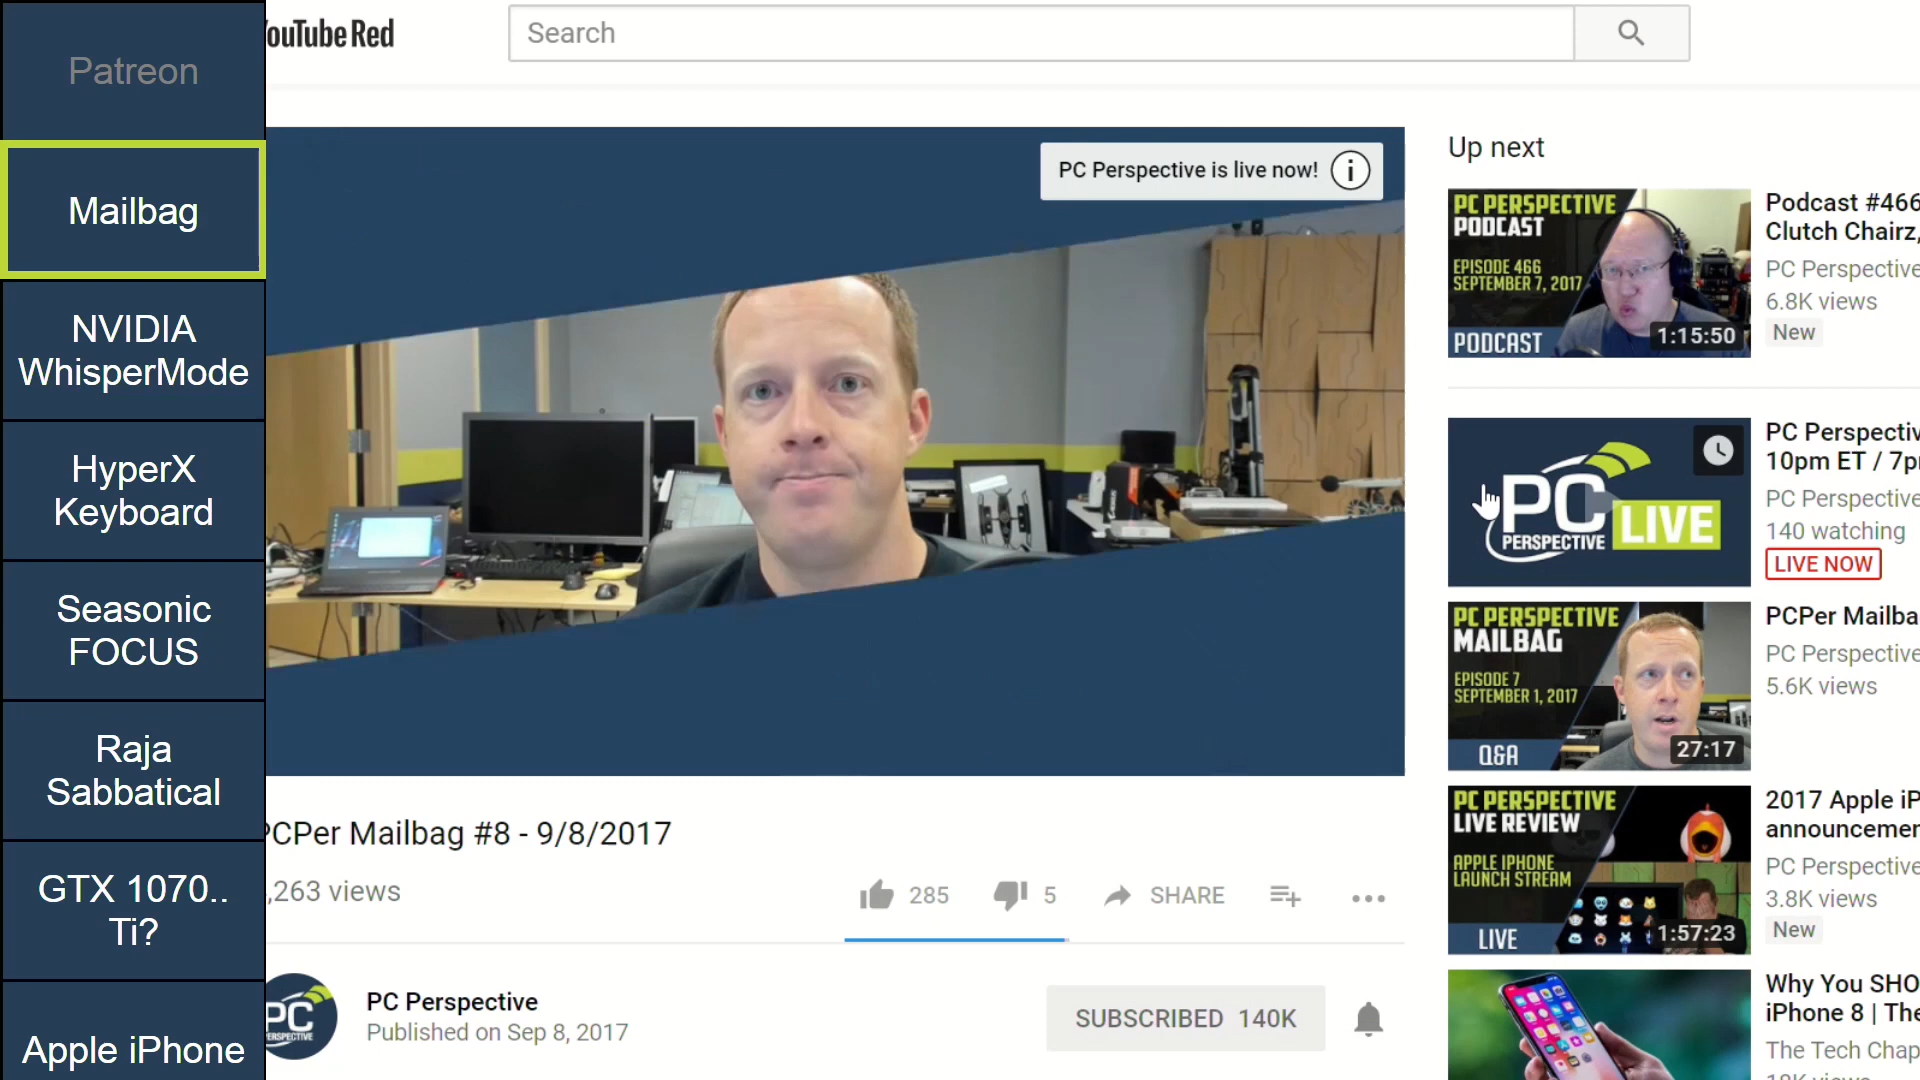 Patreon
Mailbag
NVIDIA
WhisperMode
HyperX
Keyboard
Seasonic
FOCUS
Raja
Sabbatical
GTX 1070..
Ti?
Apple iPhone
YouTube Red
Search
PC Perspective is live now!
PCPer Mailbag #8 - 9/8/2017
,263 views
285
5
SHARE
PC
PERSPECTIVE
PC Perspective
Published on Sep 8, 2017
SUBSCRIBED 140K
Up next
PC PERSPECTIVE
PODCAST
EPISODE 466
SEPTEMBER 7, 2017
PODCAST
1:15:50
Podcast #466
Clutch Chairz,
PC Perspective
6.8K views
New
PC
PERSPECTIVE
LIVE
PC Perspectiv
10pm ET / 7p
PC Perspective
140 watching
LIVE NOW
PC PERSPECTIVE
MAILBAG
EPISODE 7
SEPTEMBER 1, 2017
Q&A
27:17
PCPer Mailba
PC Perspective
5.6K views
PC PERSPECTIVE
LIVE REVIEW
APPLE IPHONE
LAUNCH STREAM
LIVE
1:57:23
2017 Apple iP
announcemen
PC Perspective
3.8K views
New
Why You SHO
iPhone 8 | The
The Tech Chap